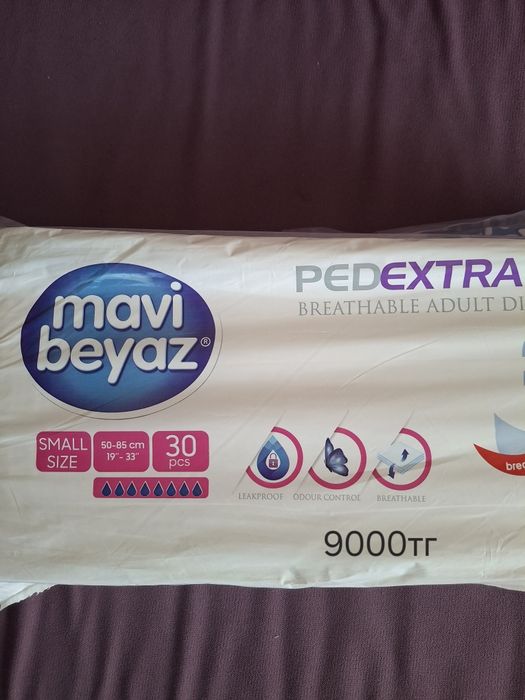 mavi
beyaz®
PEDEXTRA
BREATHABLE ADULT DI
SMALL
SIZE
50-85 cm
19"- 33"
30
pcs
LEAKPROOF
ODOUR CONTROL
BREATHABLE
brea
9000тг